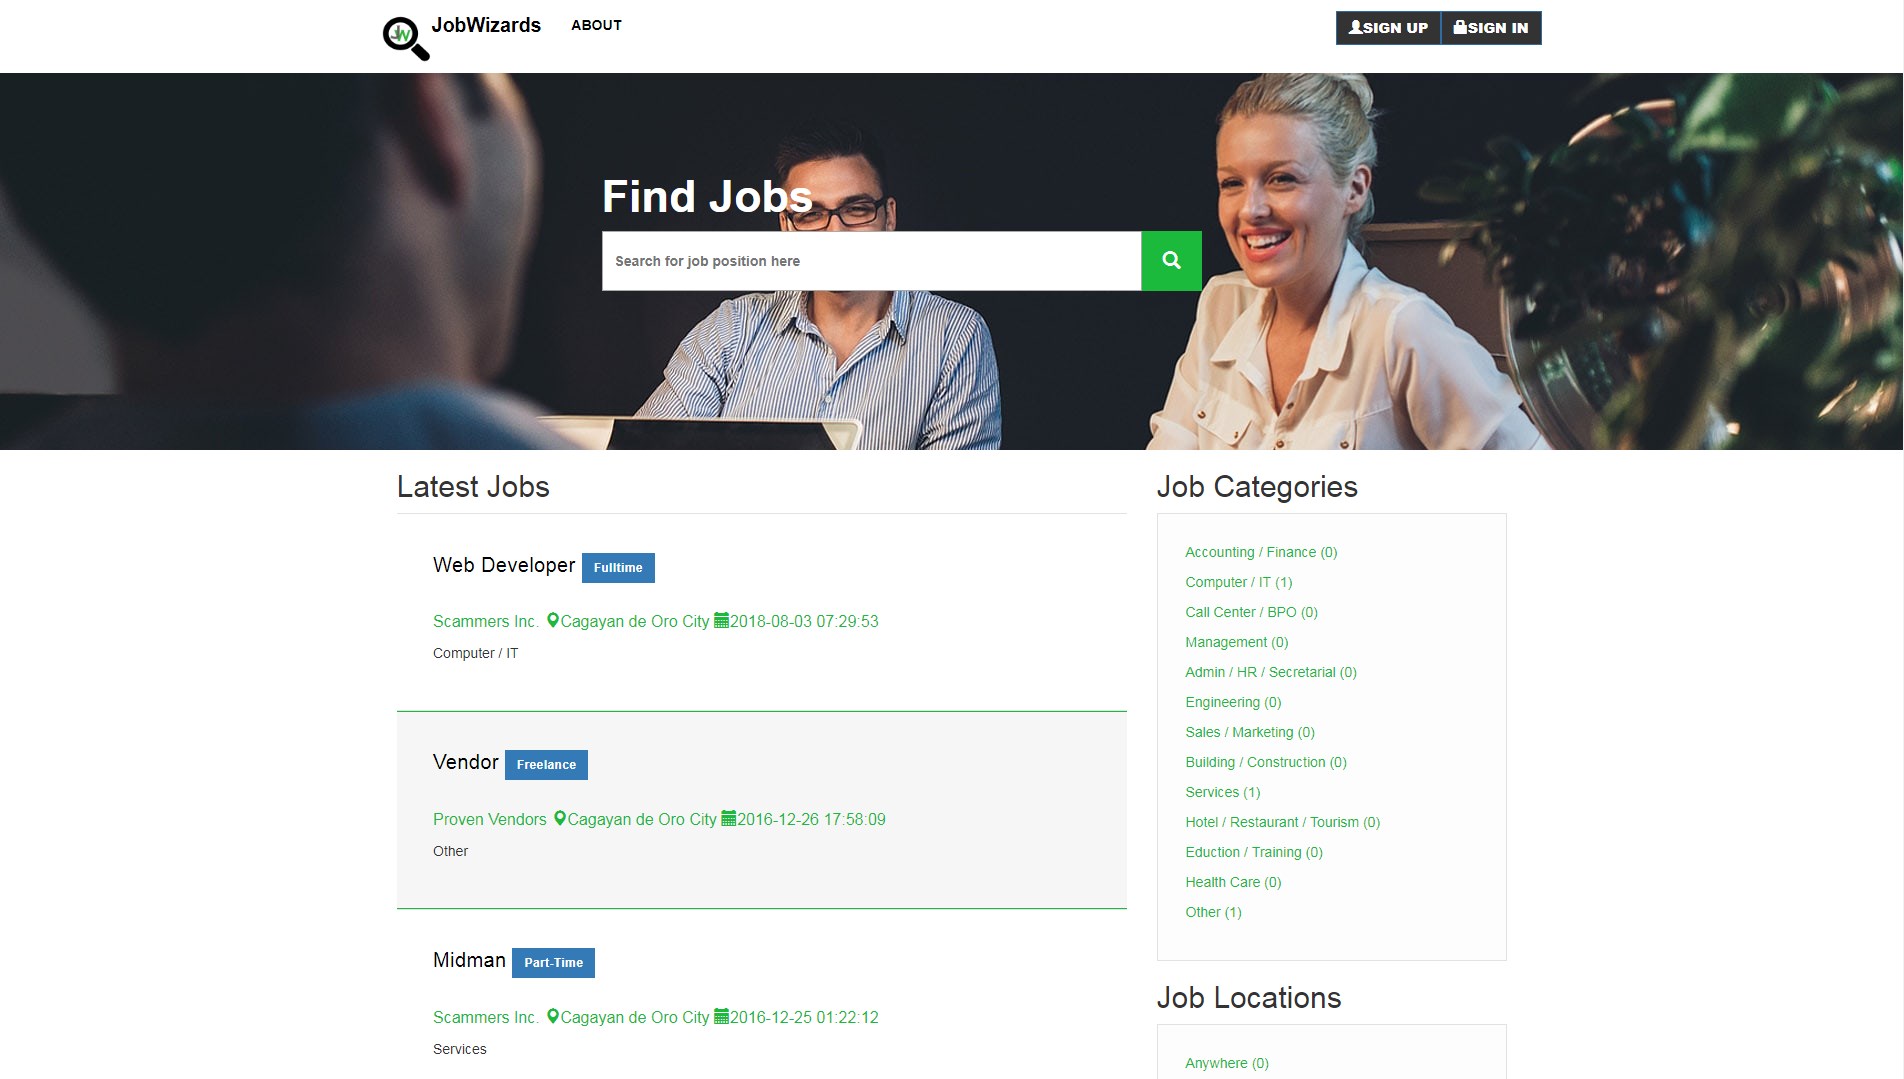 JW JobWizards ABOUT SIGN UP SIGN IN
Find Jobs
Search for job position here
Latest Jobs
Web Developer Fulltime
Scammers Inc. Cagayan de Oro City 2018-08-03 07:29:53
Computer / IT
Vendor Freelance
Proven Vendors Cagayan de Oro City 2016-12-26 17:58:09
Other
Midman Part-Time
Scammers Inc. Cagayan de Oro City 2016-12-25 01:22:12
Services
Job Categories
Accounting / Finance (0)
Computer / IT (1)
Call Center / BPO (0)
Management (0)
Admin / HR / Secretarial (0)
Engineering (0)
Sales / Marketing (0)
Building / Construction (0)
Services (1)
Hotel / Restaurant / Tourism (0)
Eduction / Training (0)
Health Care (0)
Other (1)
Job Locations
Anywhere (0)